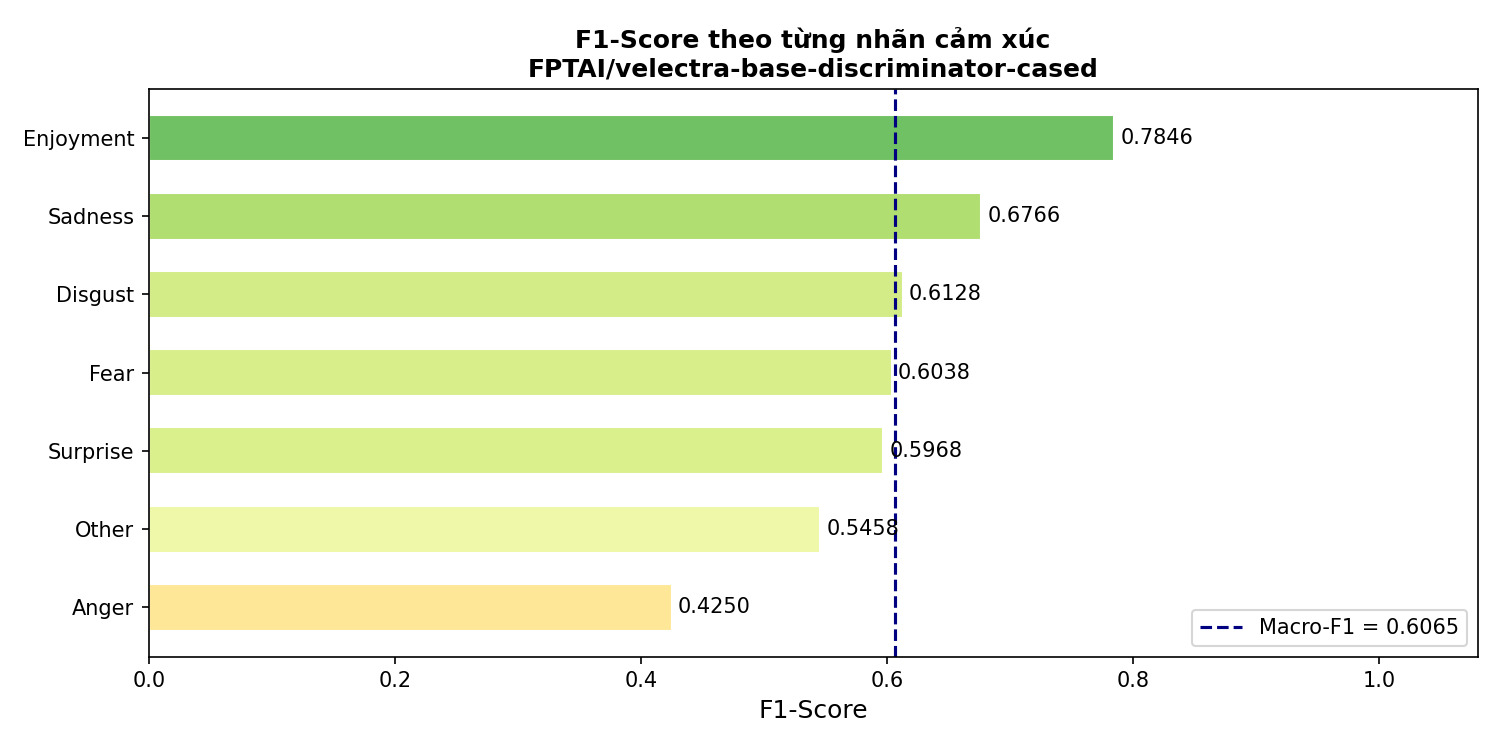 F1-Score theo từng nhãn cảm xúc
FPTAI/velectra-base-discriminator-cased
Enjoyment 0.7846
Sadness 0.6766
Disgust 0.6128
Fear 0.6038
Surprise 0.5968
Other 0.5458
Anger 0.4250
Macro-F1 = 0.6065
0.0 0.2 0.4 0.6 0.8 1.0
F1-Score